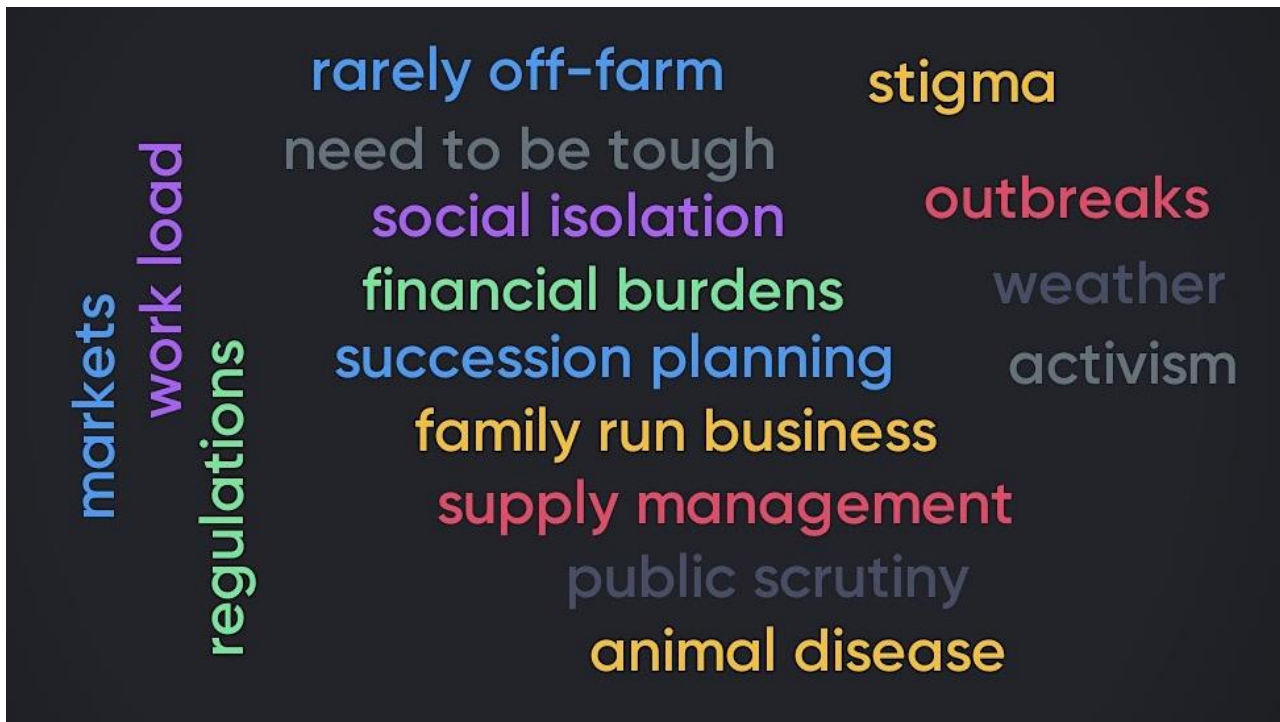 rarely off-farm
stigma
need to be tough
work load
outbreaks
social isolation
financial burdens
weather
markets
succession planning
activism
regulations
family run business
supply management
public scrutiny
animal disease